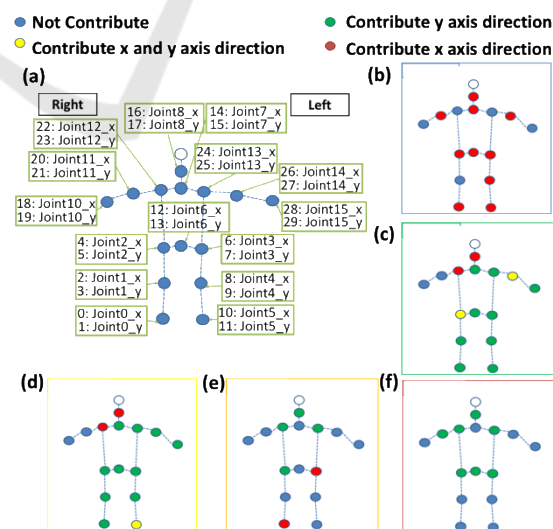 Not Contribute
Contribute y axis direction
Contribute x and y axis direction
Contribute x axis direction
(a)
(b)
Right
Left
16: Joint8_x
17: Joint8_y
14: Joint7_x
15: Joint7_y
22: Joint12_x
23: Joint12_y
24: Joint13_x
25: Joint13_y
20: Joint11_x
21: Joint11_y
26: Joint14_x
27: Joint14_y
18: Joint10_x
19: Joint10_y
12: Joint6_x
13: Joint6_y
28: Joint15_x
29: Joint15_y
(c)
4: Joint2_x
5: Joint2_y
6: Joint3_x
7: Joint3_y
2: Joint1_x
3: Joint1_y
8: Joint4_x
9: Joint4_y
0: Joint0_x
1: Joint0_y
10: Joint5_x
11: Joint5_y
(d)
(e)
(f)